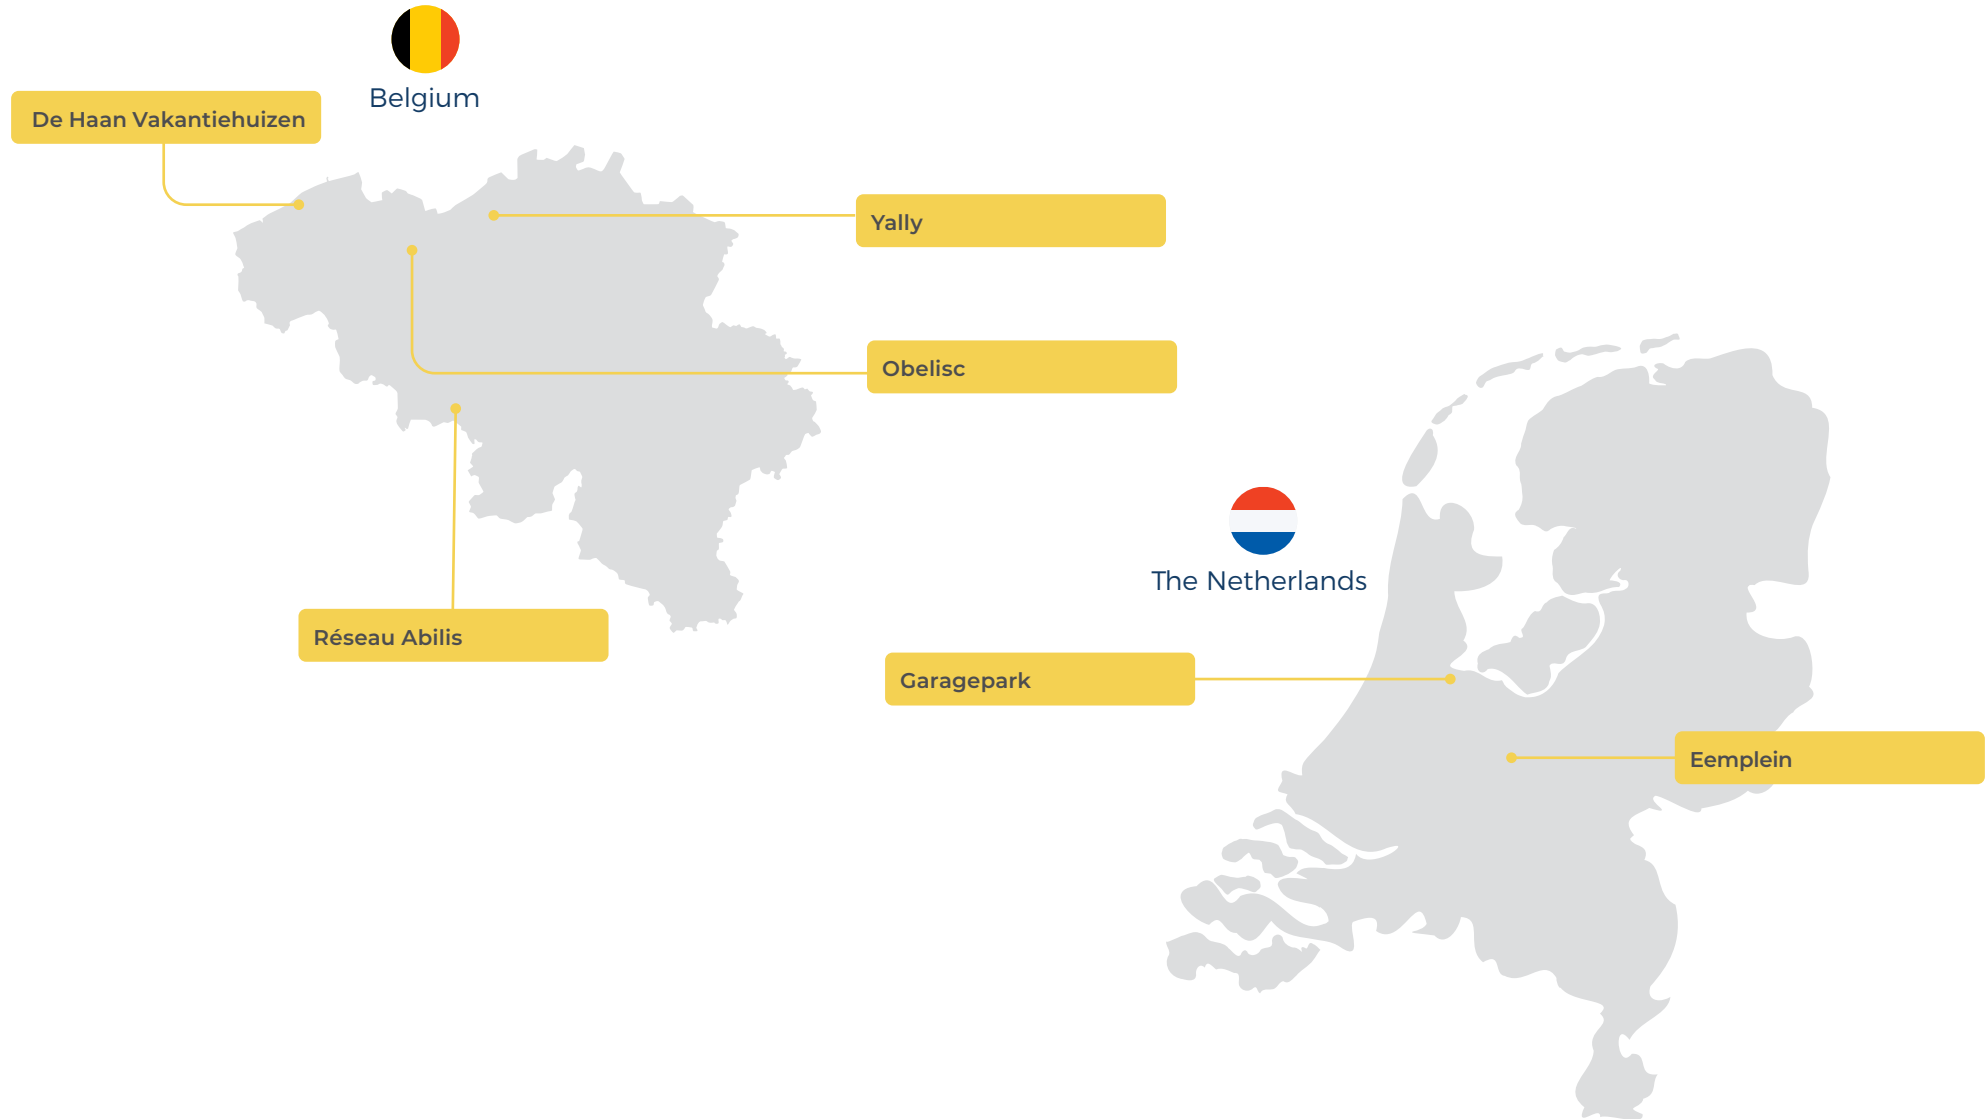 Belgium
De Haan Vakantiehuizen
Yally
Obelisc
Réseau Abilis
The Netherlands
Garagepark
Eemplein